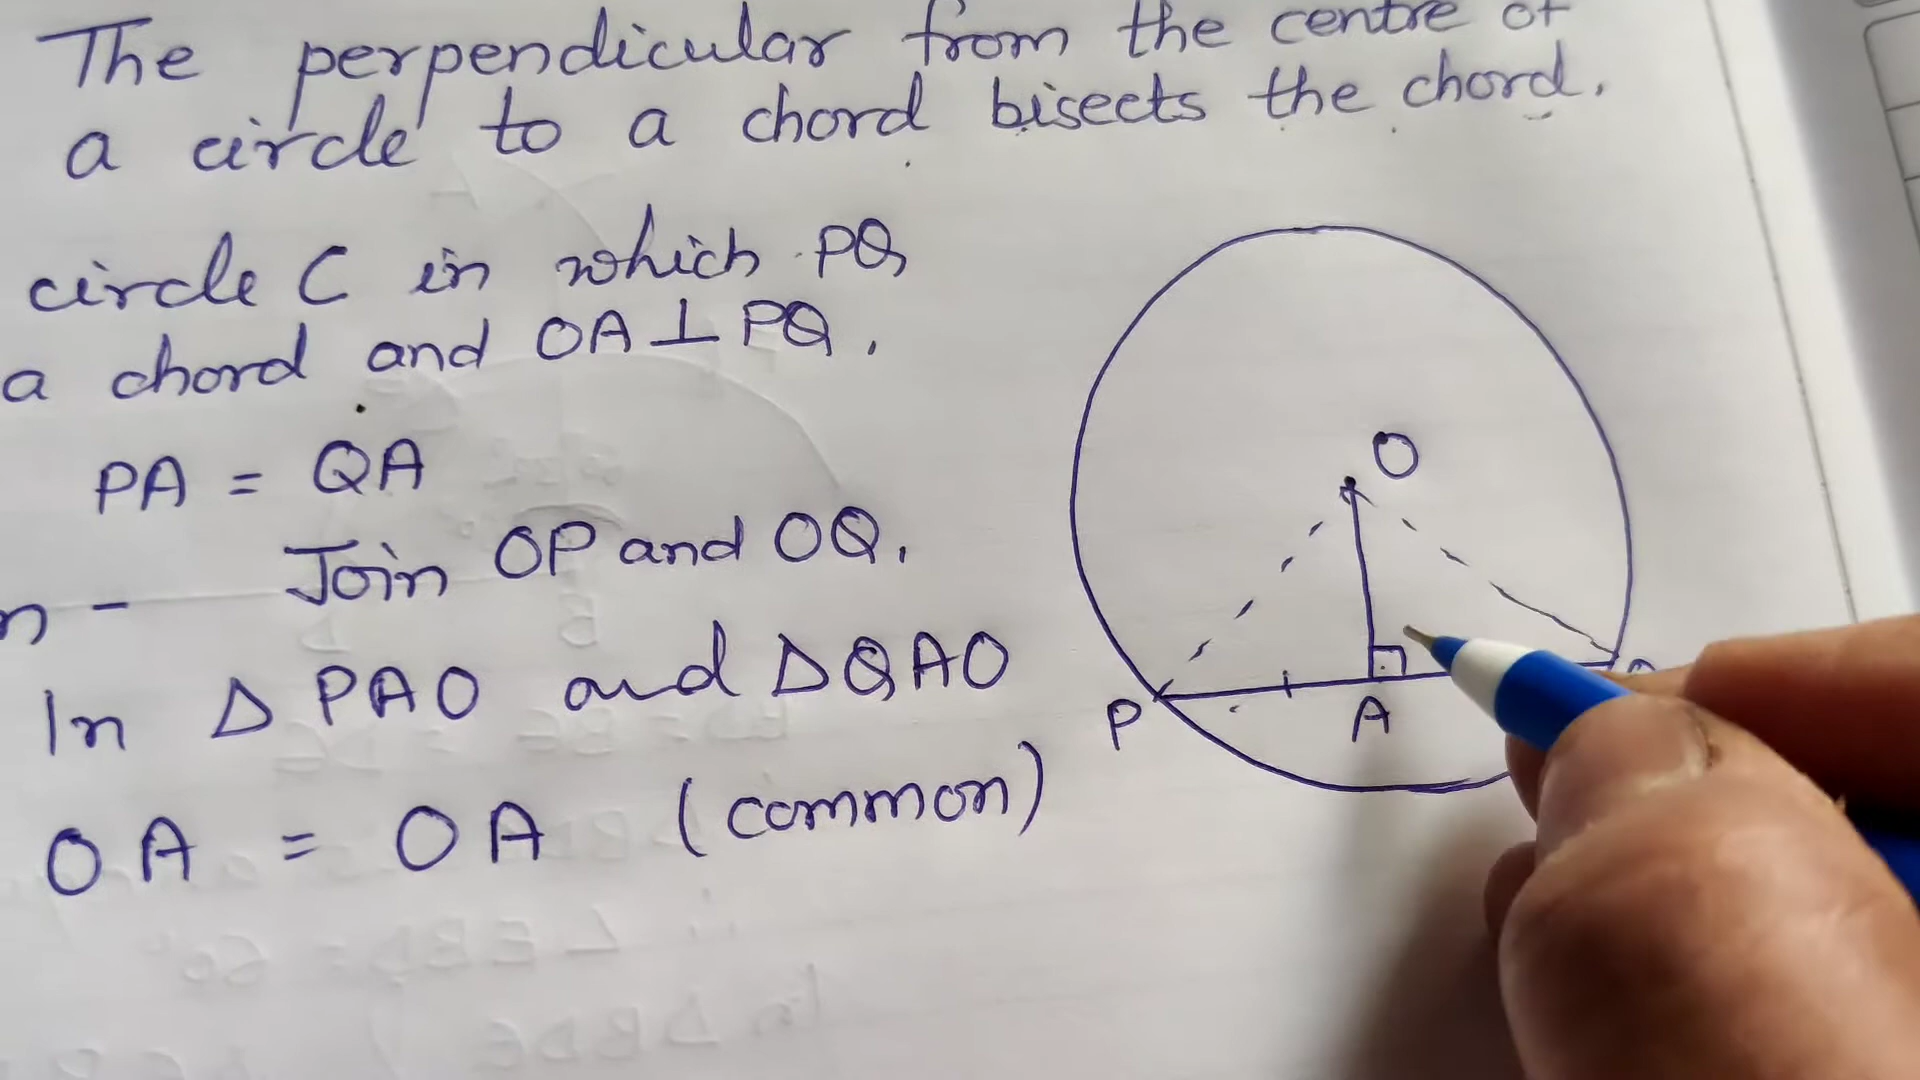 The perpendicular from the centre of
a circle to a chord bisects the chord.
circle C in which PQ
a chord and OA ⊥ PQ.
PA = QA
n - Join OP and OQ.
In Δ PAO and ΔQAO
OA = OA (common)
O
P
A